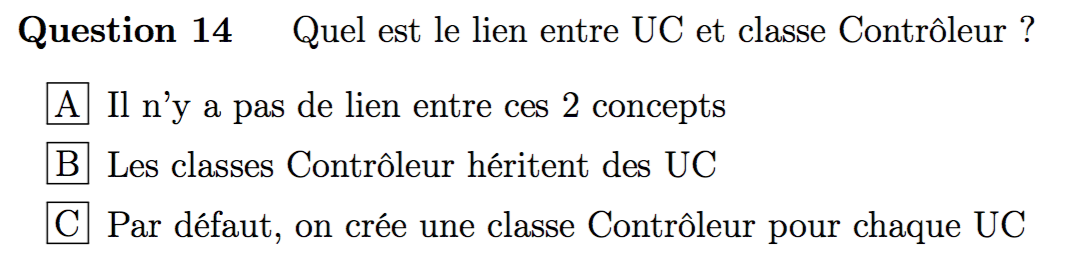 Question 14 Quel est le lien entre UC et classe Contrôleur ?
A Il n'y a pas de lien entre ces 2 concepts
B Les classes Contrôleur héritent des UC
C Par défaut, on crée une classe Contrôleur pour chaque UC